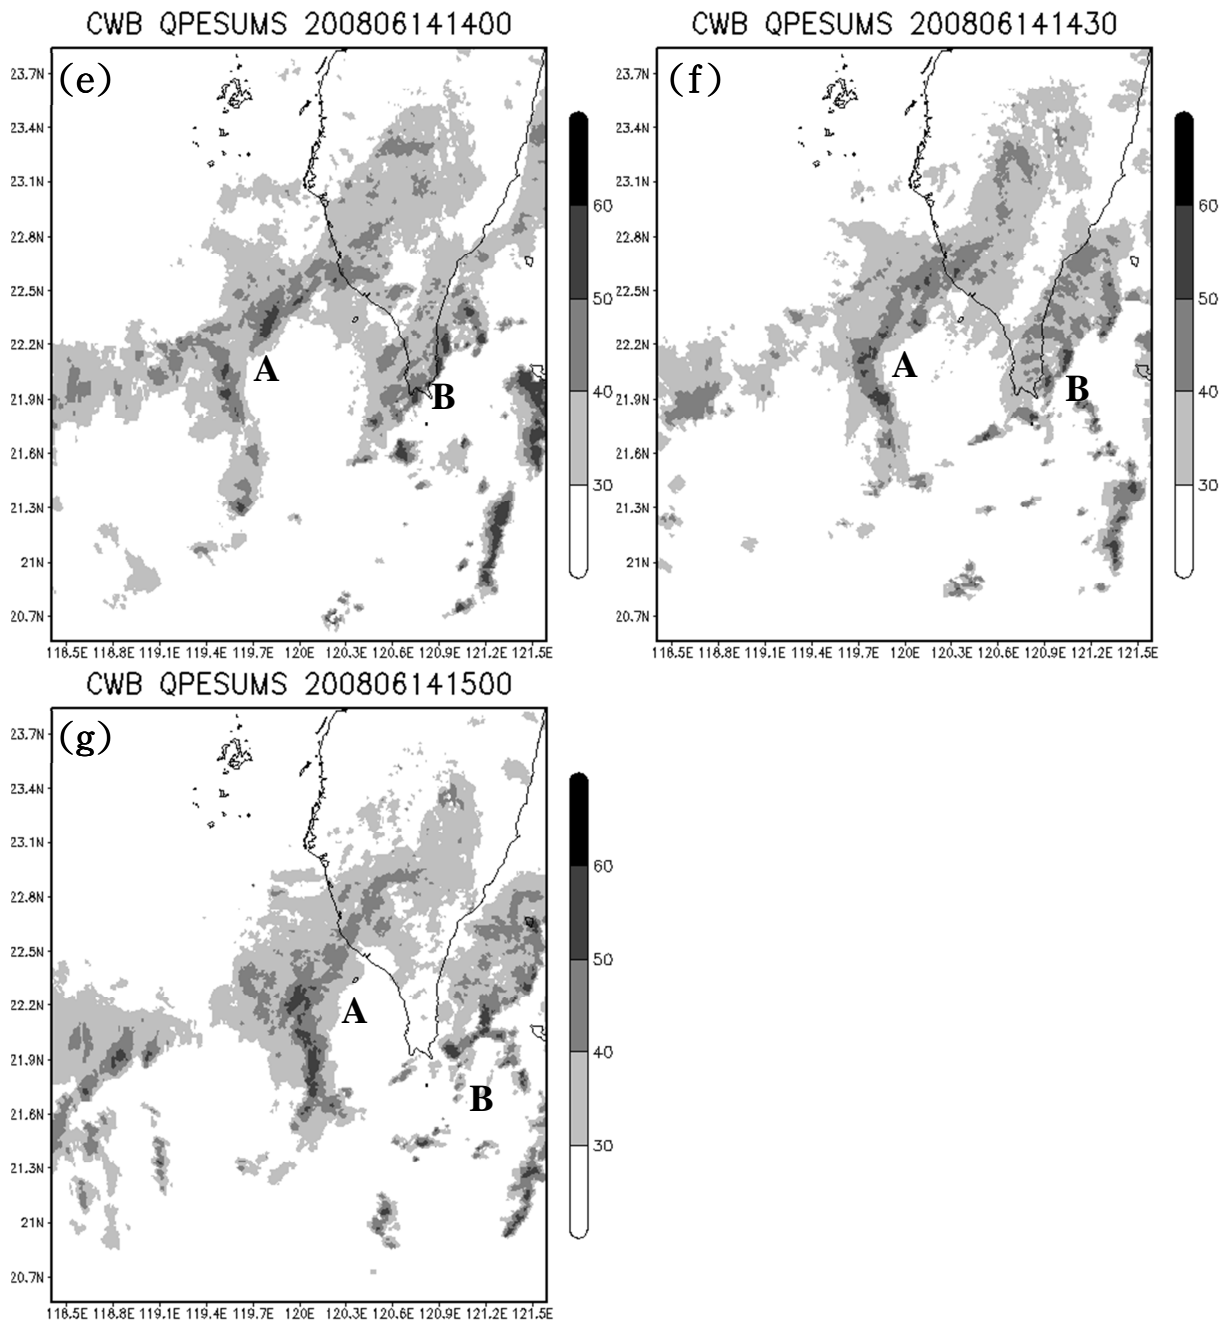 CWB QPESUMS 200806141400
(e)
23.7N
23.4N
23.1N
22.8N
22.5N
22.2N
21.9N
21.6N
21.3N
21N
20.7N
118.5E 118.8E 119.1E 119.4E 119.7E 120E 120.3E 120.6E 120.9E 121.2E 121.5E
A
B
60
50
40
30
CWB QPESUMS 200806141430
(f)
23.7N
23.4N
23.1N
22.8N
22.5N
22.2N
21.9N
21.6N
21.3N
21N
20.7N
118.5E 118.8E 119.1E 119.4E 119.7E 120E 120.3E 120.6E 120.9E 121.2E 121.5E
A
B
60
50
40
30
CWB QPESUMS 200806141500
(g)
23.7N
23.4N
23.1N
22.8N
22.5N
22.2N
21.9N
21.6N
21.3N
21N
20.7N
118.5E 118.8E 119.1E 119.4E 119.7E 120E 120.3E 120.6E 120.9E 121.2E 121.5E
A
B
60
50
40
30